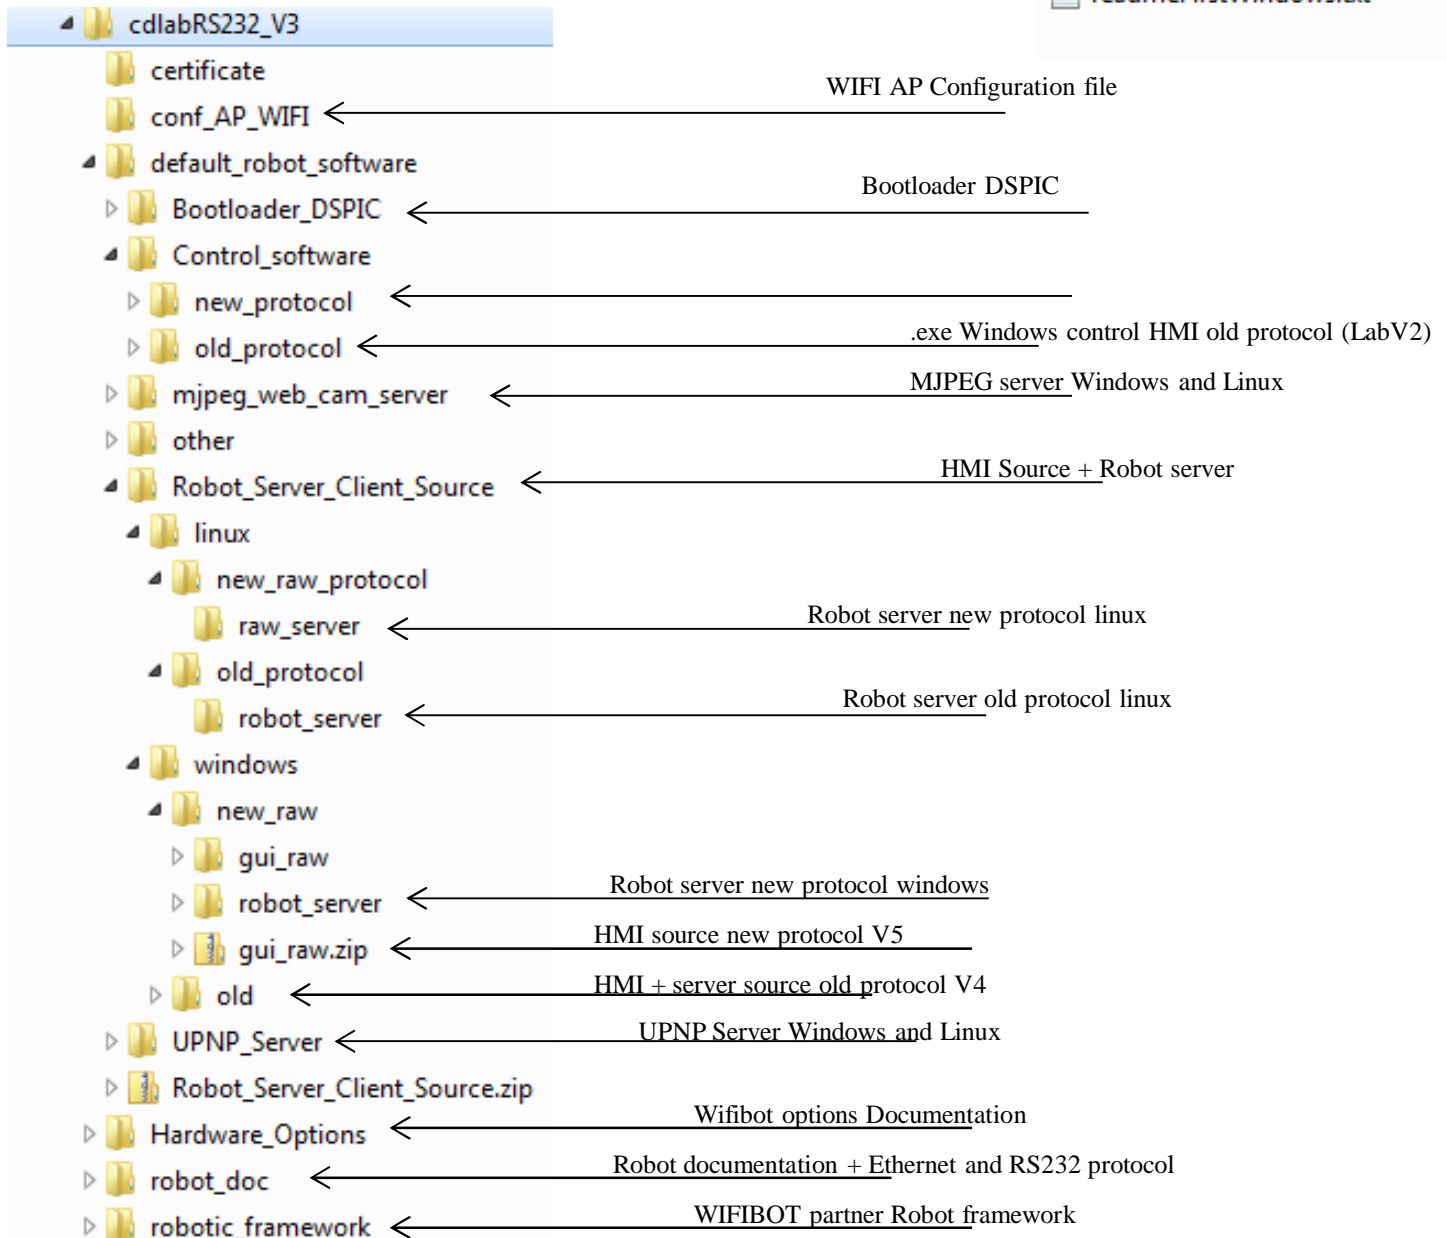 cdlabRS232_V3
certificate
WIFI AP Configuration file
conf_AP_WIFI
default_robot_software
Bootloader DSPIC
Bootloader_DSPIC
Control_software
new_protocol
.exe Windows control HMI old protocol (LabV2)
old_protocol
MJPEG server Windows and Linux
mjpeg_web_cam_server
other
HMI Source + Robot server
Robot_Server_Client_Source
linux
new_raw_protocol
Robot server new protocol linux
raw_server
old_protocol
Robot server old protocol linux
robot_server
windows
new_raw
gui_raw
Robot server new protocol windows
robot_server
HMI source new protocol V5
gui_raw.zip
HMI + server source old protocol V4
old
UPNP Server Windows and Linux
UPNP_Server
Robot_Server_Client_Source.zip
Wifibot options Documentation
Hardware_Options
Robot documentation + Ethernet and RS232 protocol
robot_doc
WIFIBOT partner Robot framework
robotic_framework